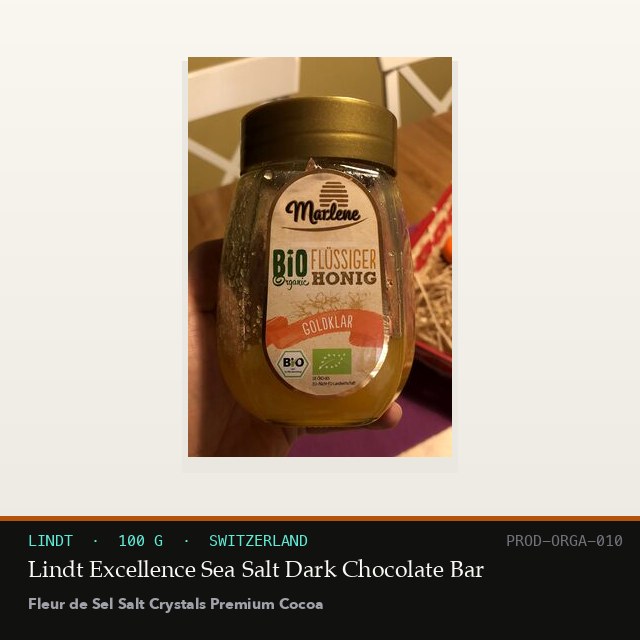 Marlene
BiO FLÜSSIGER
Organic HONIG
GOLDKLAR
BiO
LINDT · 100 G · SWITZERLAND
PROD-ORGA-010
Lindt Excellence Sea Salt Dark Chocolate Bar
Fleur de Sel Salt Crystals Premium Cocoa